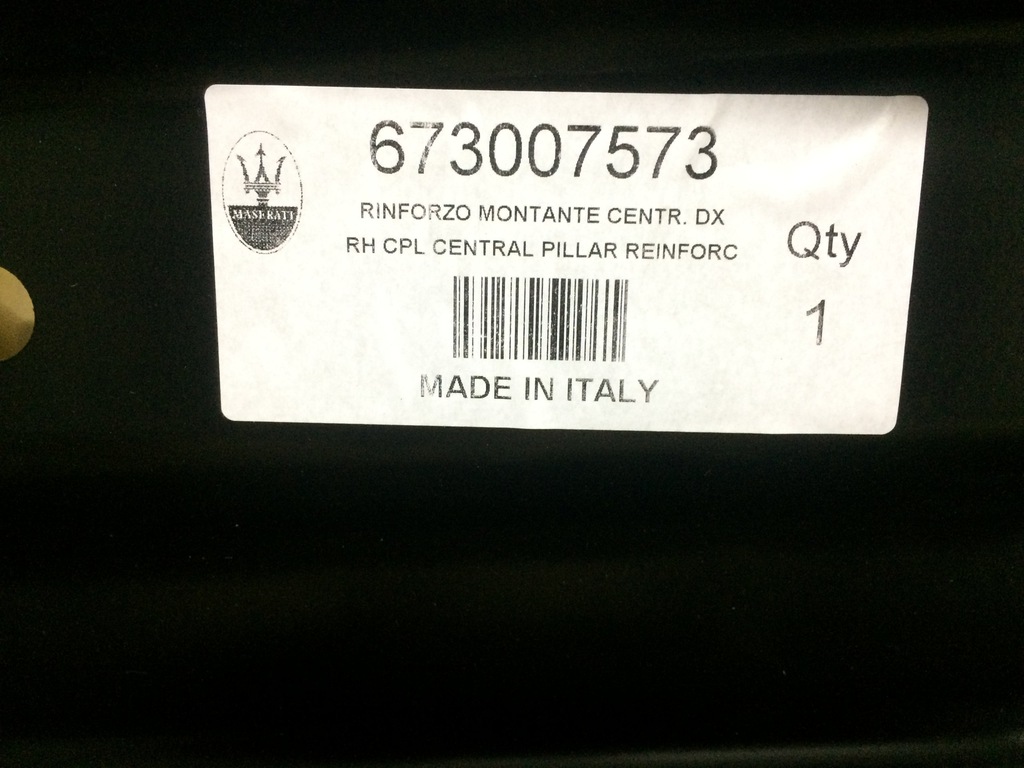 673007573
MASERATI
RINFORZO MONTANTE CENTR. DX
RH CPL CENTRAL PILLAR REINFORC
Qty
1
MADE IN ITALY